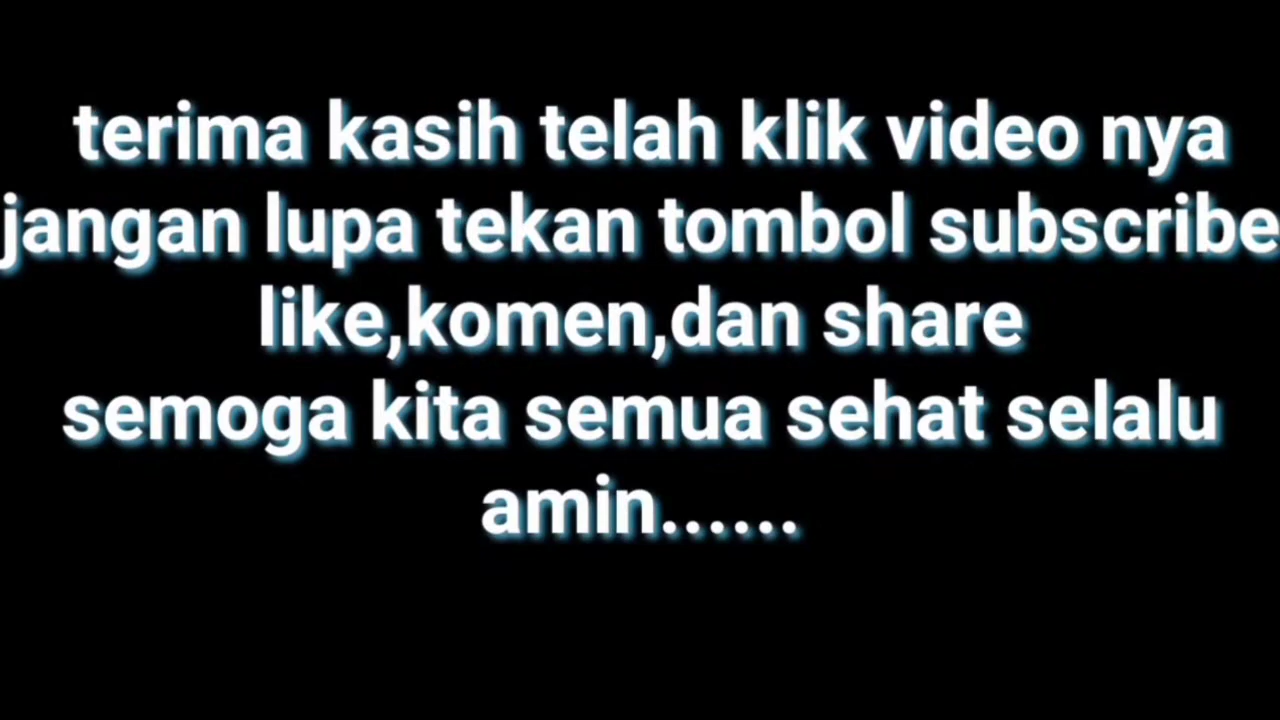 terima kasih telah klik video nya
jangan lupa tekan tombol subscribe
like,komen,dan share
semoga kita semua sehat selalu
amin......